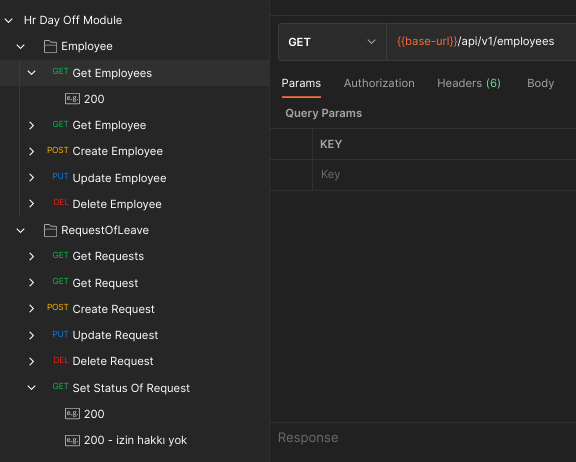 Hr Day Off Module
Employee
GET Get Employees
e.g. 200
GET Get Employee
POST Create Employee
PUT Update Employee
DEL Delete Employee
RequestOfLeave
GET Get Requests
GET Get Request
POST Create Request
PUT Update Request
DEL Delete Request
GET Set Status Of Request
e.g. 200
e.g. 200 - izin hakkı yok
GET {{base-url}}/api/v1/employees
Params Authorization Headers (6) Body
Query Params
KEY
Key
Response